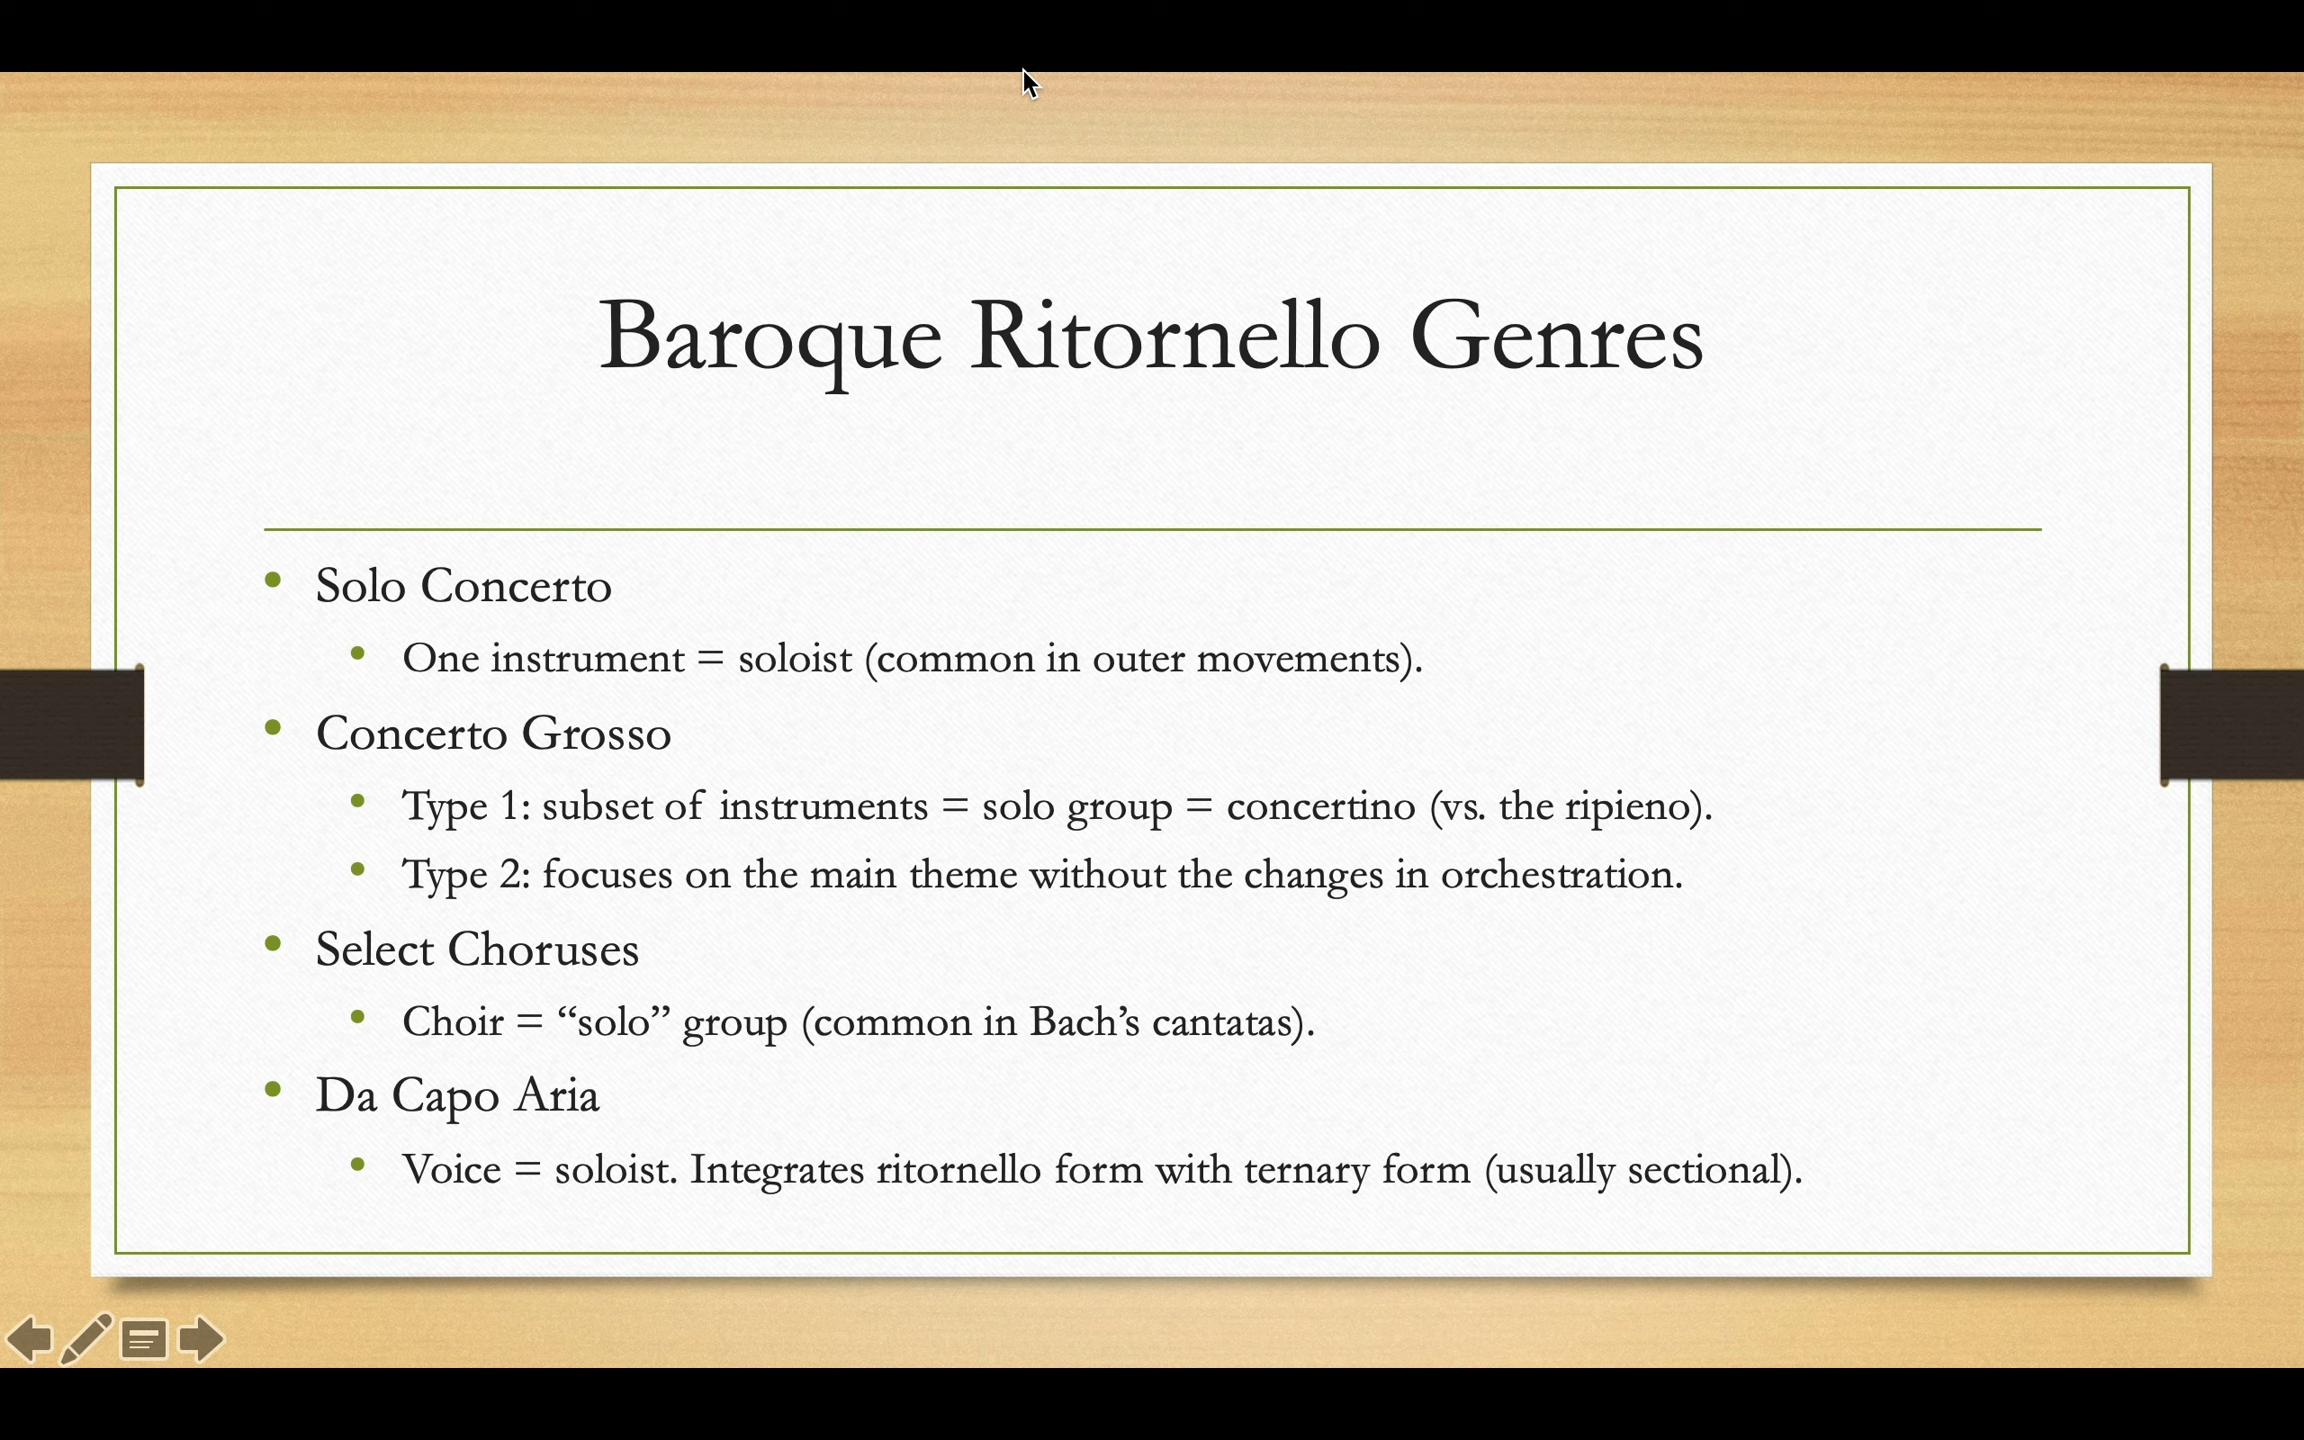 Baroque Ritornello Genres
• Solo Concerto
• One instrument = soloist (common in outer movements).
• Concerto Grosso
• Type 1: subset of instruments = solo group = concertino (vs. the ripieno).
• Type 2: focuses on the main theme without the changes in orchestration.
• Select Choruses
• Choir = “solo” group (common in Bach’s cantatas).
• Da Capo Aria
• Voice = soloist. Integrates ritornello form with ternary form (usually sectional).